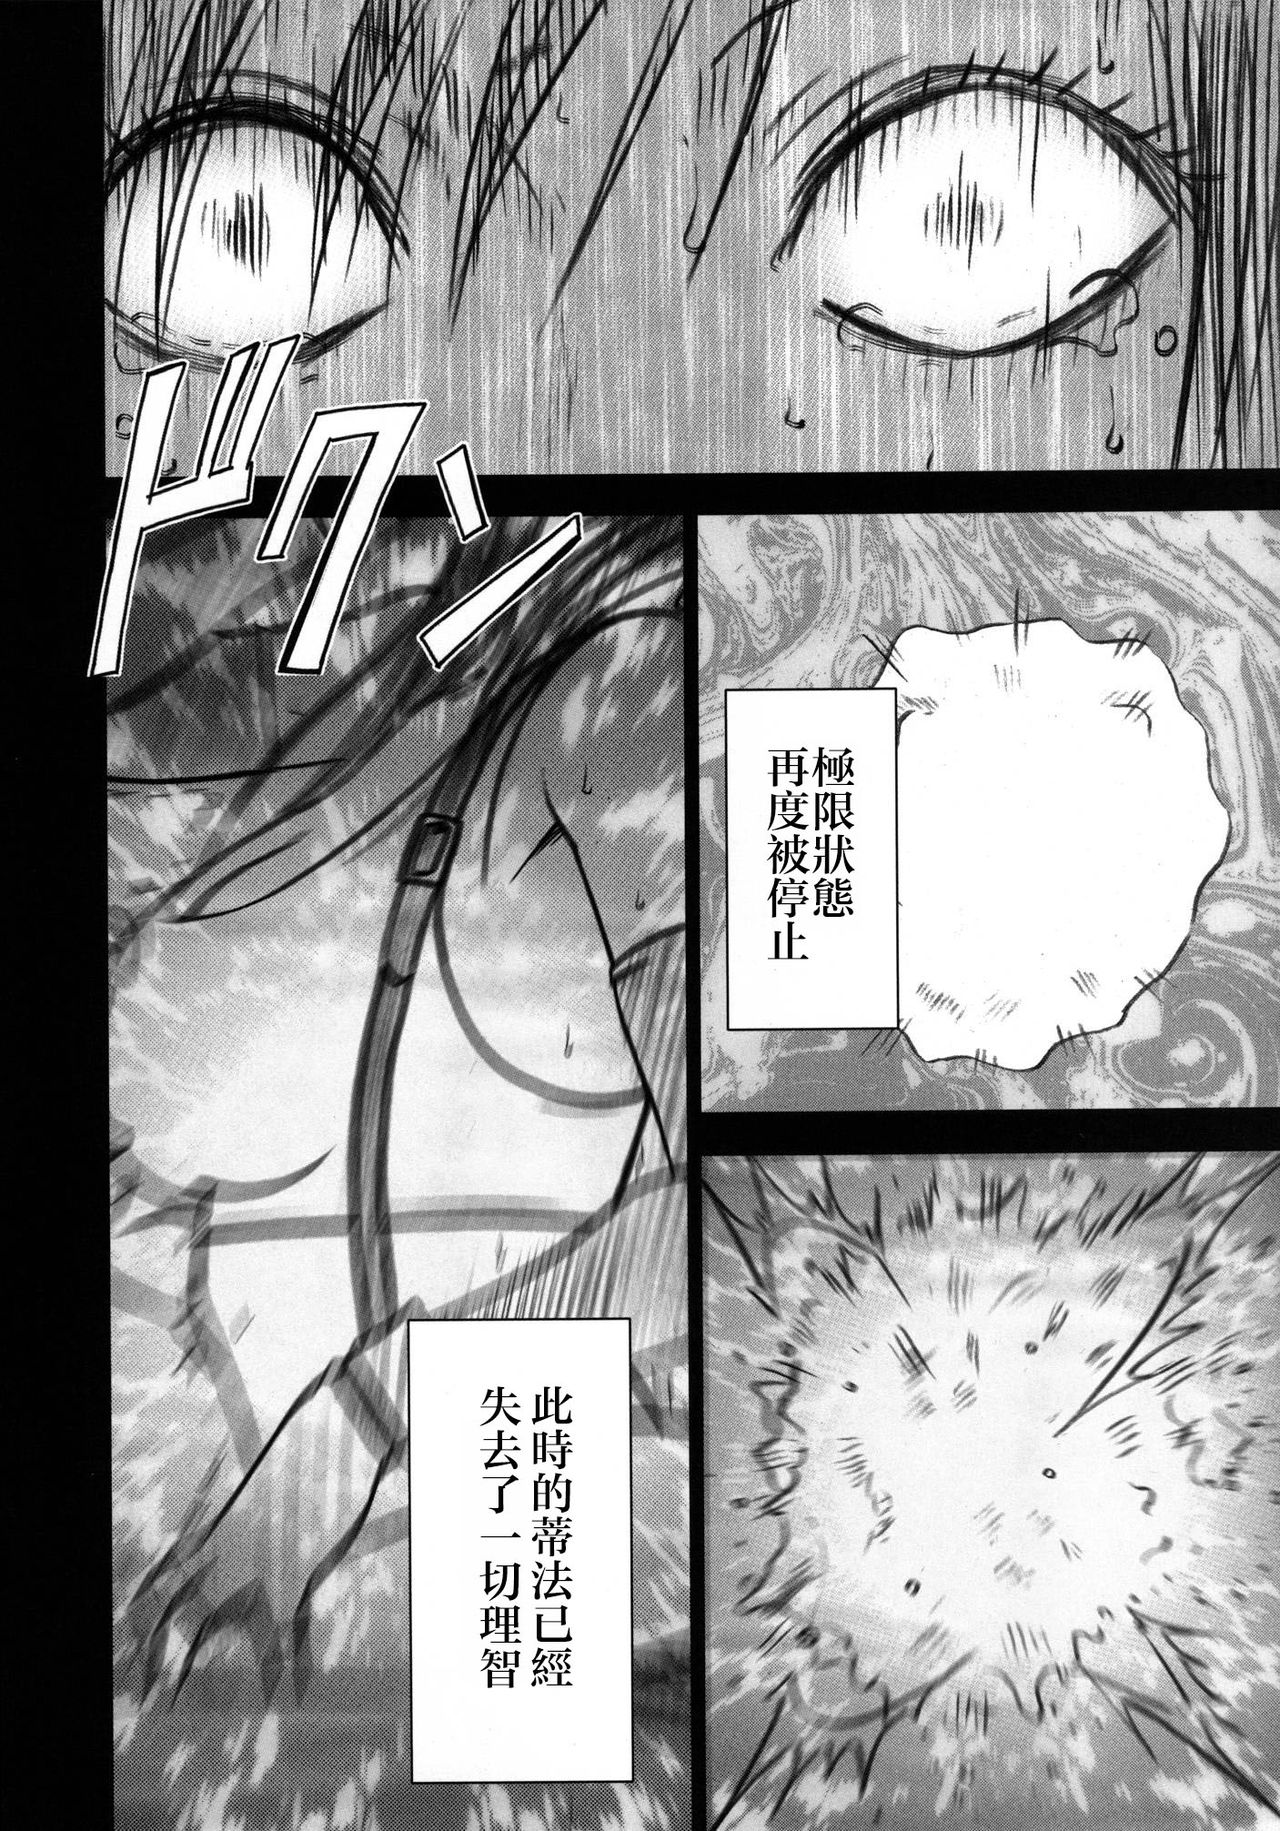 ドクン
極限狀態
再度被停止
此時的蒂法已經
失去了一切理智